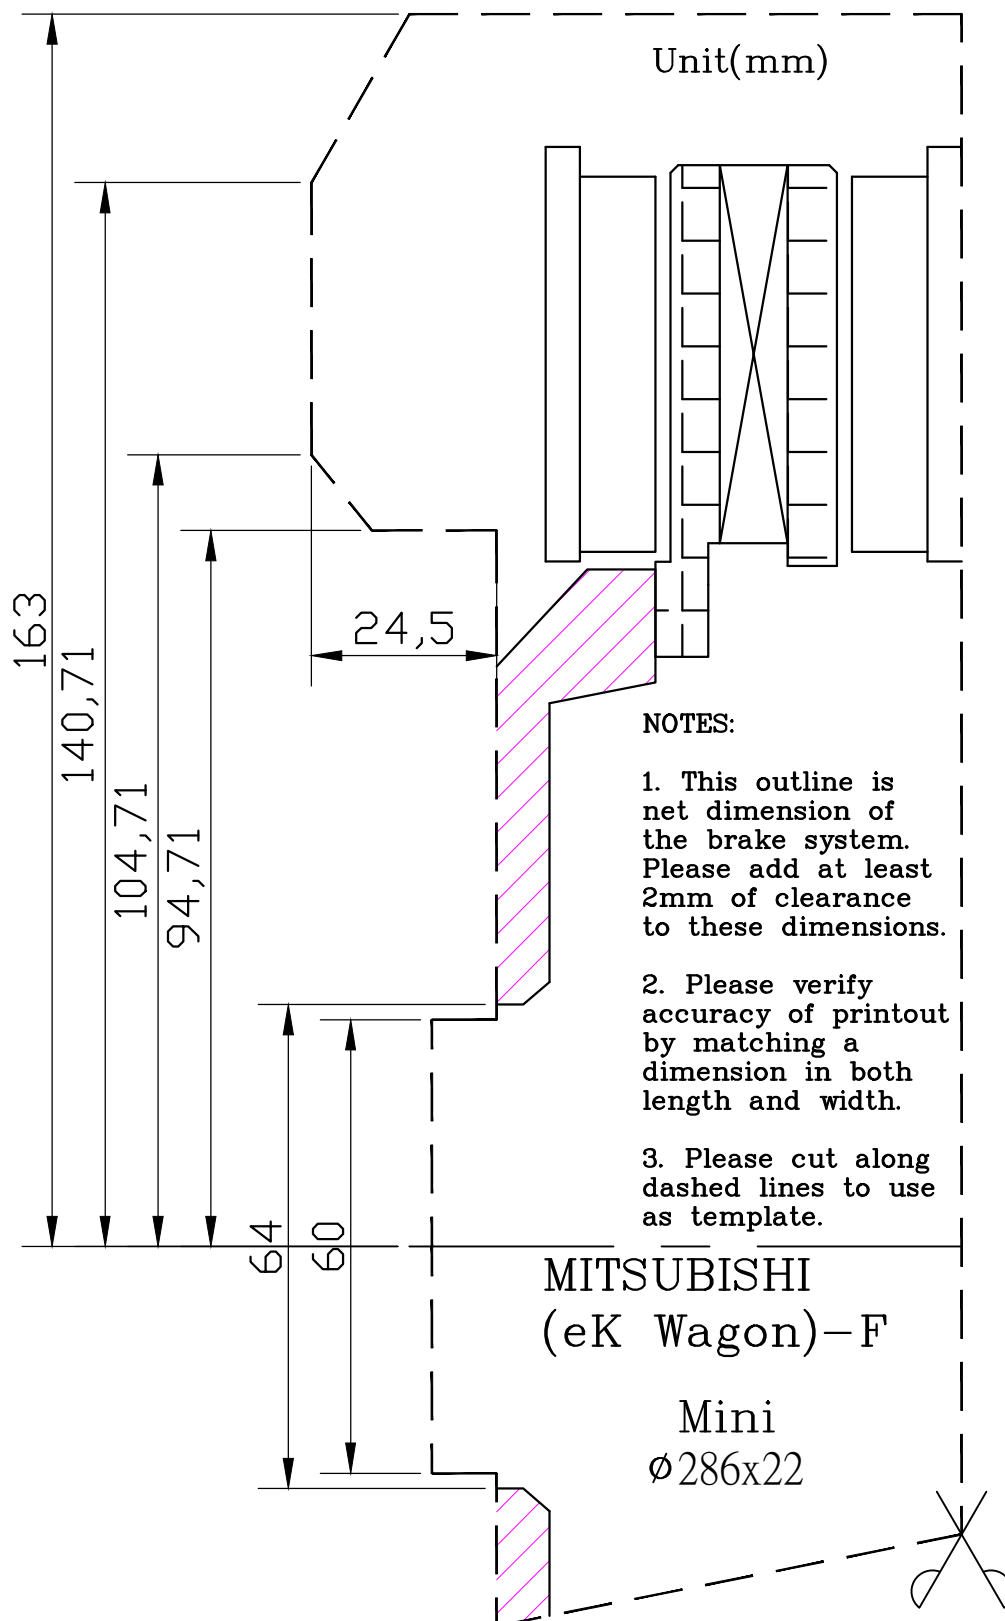 Unit(mm)
163
140,71
104,71
94,71
24,5
64
60
NOTES:
1. This outline is
net dimension of
the brake system.
Please add at least
2mm of clearance
to these dimensions.
2. Please verify
accuracy of printout
by matching a
dimension in both
length and width.
3. Please cut along
dashed lines to use
as template.
MITSUBISHI
(eK Wagon)-F
Mini
Φ286x22